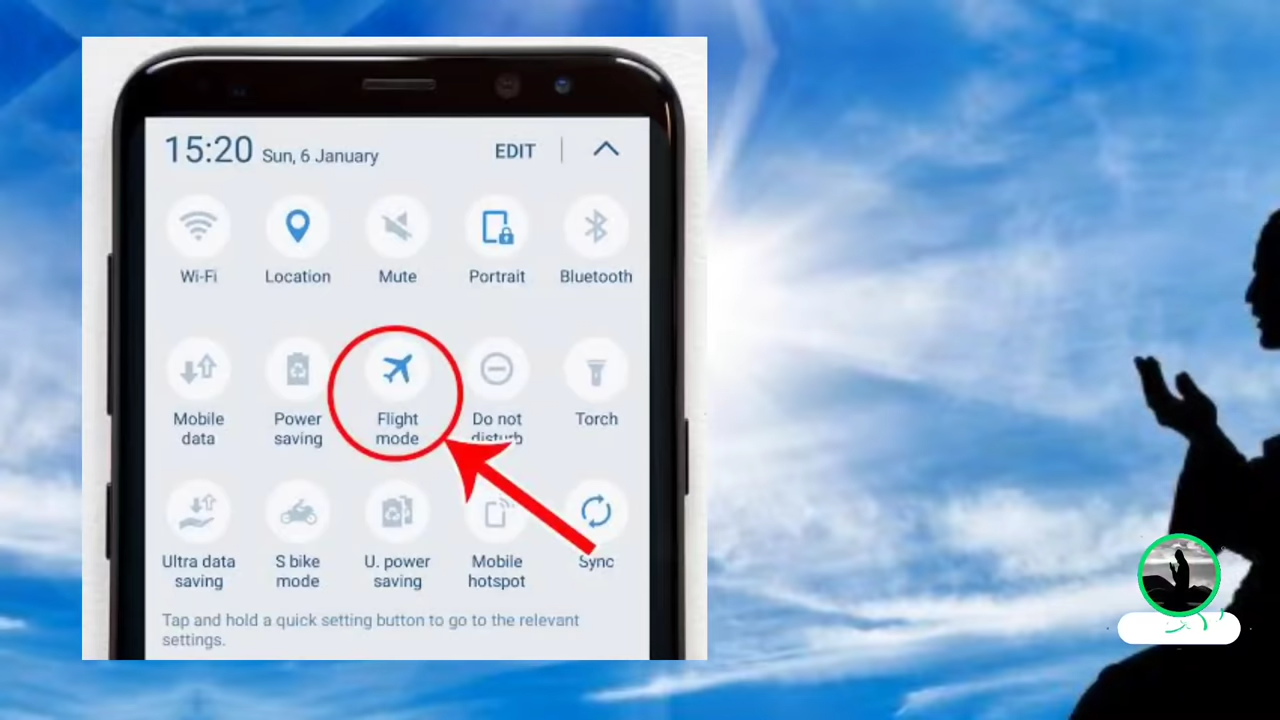 15:20 Sun, 6 January EDIT
Wi-Fi Location Mute Portrait Bluetooth
Mobile data Power saving Flight mode Do not disturb Torch
Ultra data saving S bike mode U. power saving Mobile hotspot Sync
Tap and hold a quick setting button to go to the relevant
settings.